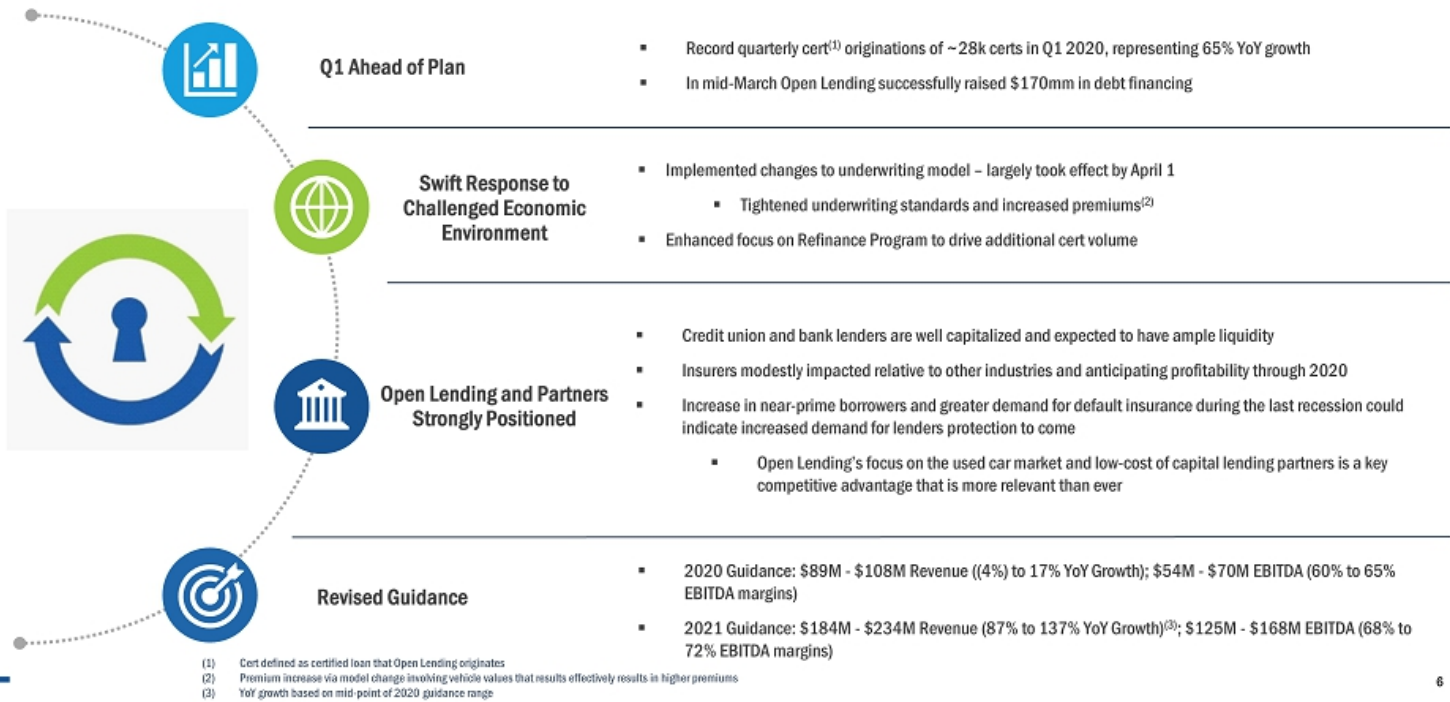 Q1 Ahead of Plan
▪ Record quarterly cert(1) originations of ~28k certs in Q1 2020, representing 65% YoY growth
▪ In mid-March Open Lending successfully raised $170mm in debt financing
Swift Response to
Challenged Economic
Environment
▪ Implemented changes to underwriting model – largely took effect by April 1
▪ Tightened underwriting standards and increased premiums(2)
▪ Enhanced focus on Refinance Program to drive additional cert volume
Open Lending and Partners
Strongly Positioned
▪ Credit union and bank lenders are well capitalized and expected to have ample liquidity
▪ Insurers modestly impacted relative to other industries and anticipating profitability through 2020
▪ Increase in near-prime borrowers and greater demand for default insurance during the last recession could
indicate increased demand for lenders protection to come
▪ Open Lending's focus on the used car market and low-cost of capital lending partners is a key
competitive advantage that is more relevant than ever
Revised Guidance
▪ 2020 Guidance: $89M - $108M Revenue ((4%) to 17% YoY Growth); $54M - $70M EBITDA (60% to 65%
EBITDA margins)
▪ 2021 Guidance: $184M - $234M Revenue (87% to 137% YoY Growth)(3); $125M - $168M EBITDA (68% to
72% EBITDA margins)
(1) Cert defined as certified loan that Open Lending originates
(2) Premium increase via model change involving vehicle values that results effectively results in higher premiums
(3) YoY growth based on mid-point of 2020 guidance range
6